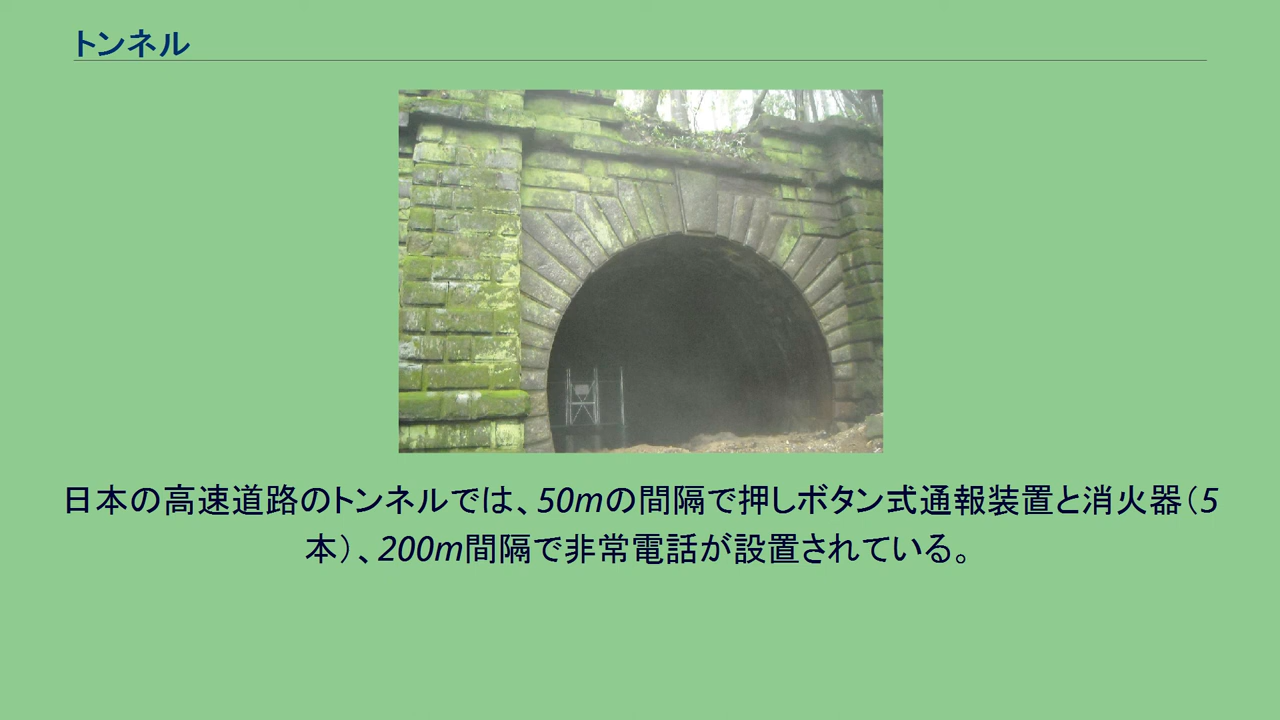 トンネル
日本の高速道路のトンネルでは、50mの間隔で押しボタン式通報装置と消火器（5
本）、200m間隔で非常電話が設置されている。